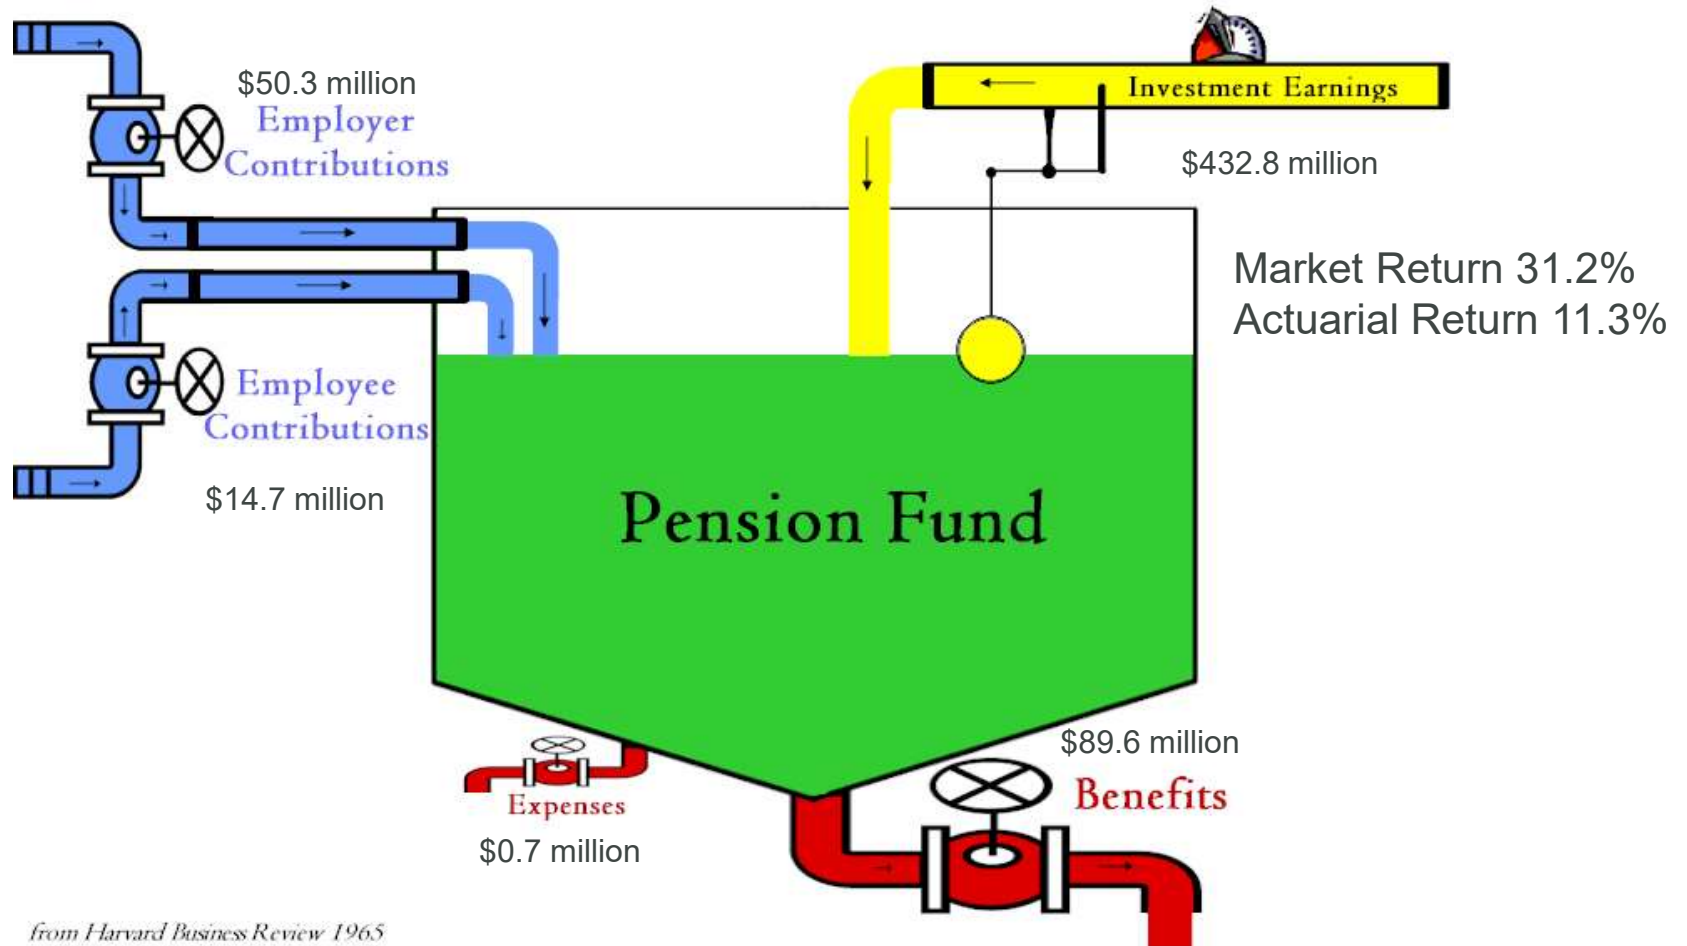 $50.3 million
Employer
Contributions
Investment Earnings
$432.8 million
Market Return 31.2%
Actuarial Return 11.3%
Employee
Contributions
$14.7 million
Pension Fund
$89.6 million
Benefits
Expenses
$0.7 million
from Harvard Business Review 1965